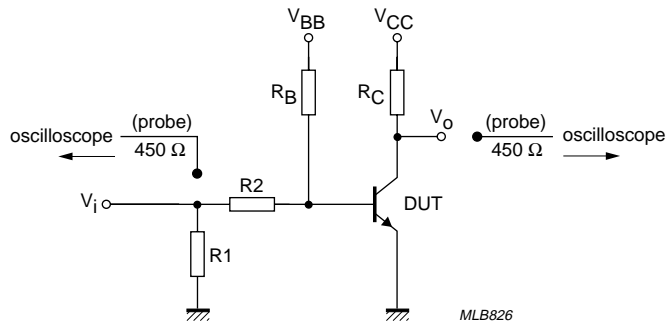 VBB
VCC
RB
RC
(probe)
oscilloscope
450 Ω
Vo
(probe)
oscilloscope
450 Ω
R2
Vi
DUT
R1
MLB826